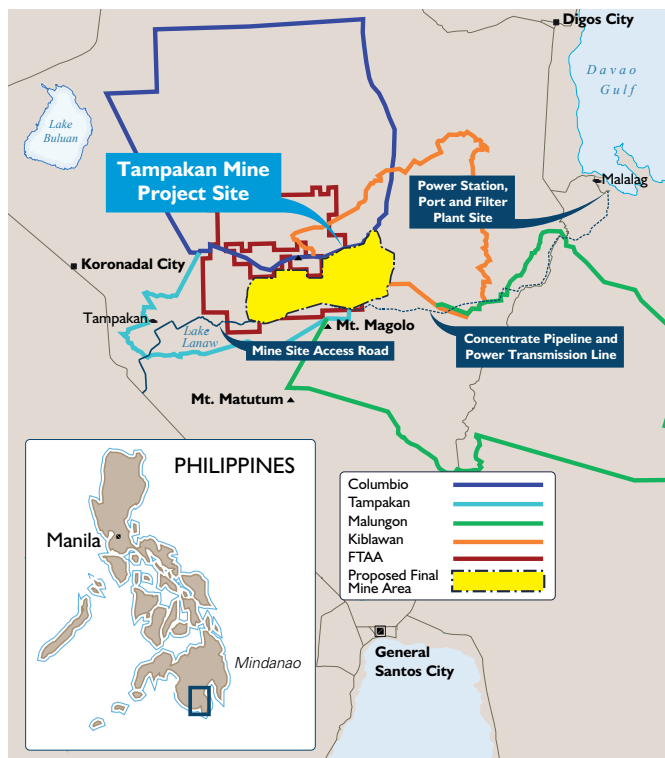 Digos City
Davao
Gulf
Lake
Buluan
Tampakan Mine
Project Site
Power Station,
Port and Filter
Plant Site
Malalag
Koronadal City
Tampakan
Lake
Lanaw
Mt. Magolo
Mine Site Access Road
Concentrate Pipeline and
Power Transmission Line
Mt. Matutum
PHILIPPINES
Manila
Mindanao
Columbio
Tampakan
Malungon
Kiblawan
FTAA
Proposed Final
Mine Area
General
Santos City